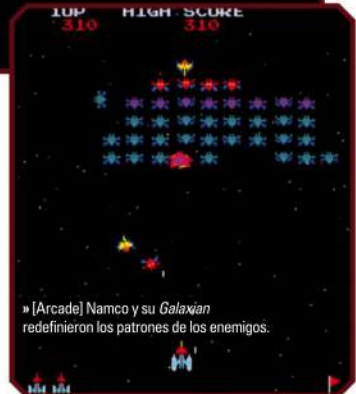 1UP HIGH SCORE
310 310
» [Arcade] Namco y su Galaxian
redefinieron los patrones de los enemigos.